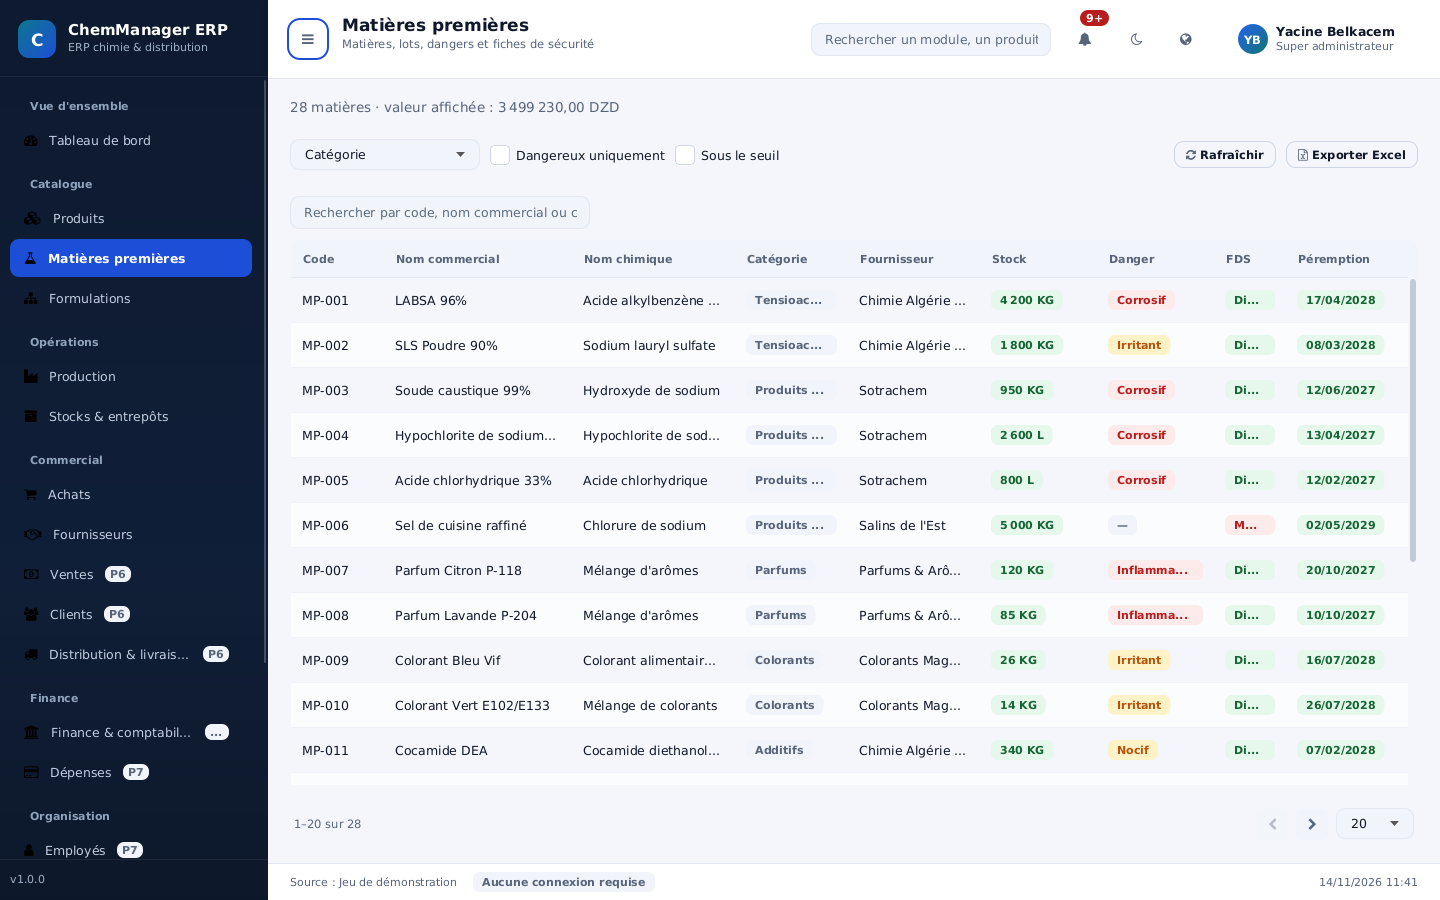 C
ChemManager ERP
ERP chimie & distribution
Vue d'ensemble
Tableau de bord
Catalogue
Produits
Matières premières
Formulations
Opérations
Production
Stocks & entrepôts
Commercial
Achats
Fournisseurs
Ventes P6
Clients P6
Distribution & livrais... P6
Finance
Finance & comptabil... ...
Dépenses P7
Organisation
Employés P7
v1.0.0
Matières premières
Matières, lots, dangers et fiches de sécurité
Rechercher un module, un produit
9+
YB
Yacine Belkacem
Super administrateur
28 matières · valeur affichée : 3 499 230,00 DZD
Catégorie
Dangereux uniquement
Sous le seuil
Rafraîchir
Exporter Excel
Rechercher par code, nom commercial ou c
Code Nom commercial Nom chimique Catégorie Fournisseur Stock Danger FDS Péremption
MP-001 LABSA 96% Acide alkylbenzène ... Tensioac... Chimie Algérie ... 4 200 KG Corrosif Di... 17/04/2028
MP-002 SLS Poudre 90% Sodium lauryl sulfate Tensioac... Chimie Algérie ... 1 800 KG Irritant Di... 08/03/2028
MP-003 Soude caustique 99% Hydroxyde de sodium Produits ... Sotrachem 950 KG Corrosif Di... 12/06/2027
MP-004 Hypochlorite de sodium... Hypochlorite de sod... Produits ... Sotrachem 2 600 L Corrosif Di... 13/04/2027
MP-005 Acide chlorhydrique 33% Acide chlorhydrique Produits ... Sotrachem 800 L Corrosif Di... 12/02/2027
MP-006 Sel de cuisine raffiné Chlorure de sodium Produits ... Salins de l'Est 5 000 KG — M... 02/05/2029
MP-007 Parfum Citron P-118 Mélange d'arômes Parfums Parfums & Arô... 120 KG Inflamma... Di... 20/10/2027
MP-008 Parfum Lavande P-204 Mélange d'arômes Parfums Parfums & Arô... 85 KG Inflamma... Di... 10/10/2027
MP-009 Colorant Bleu Vif Colorant alimentair... Colorants Colorants Mag... 26 KG Irritant Di... 16/07/2028
MP-010 Colorant Vert E102/E133 Mélange de colorants Colorants Colorants Mag... 14 KG Irritant Di... 26/07/2028
MP-011 Cocamide DEA Cocamide diethanol... Additifs Chimie Algérie ... 340 KG Nocif Di... 07/02/2028
1–20 sur 28
20
Source : Jeu de démonstration
Aucune connexion requise
14/11/2026 11:41